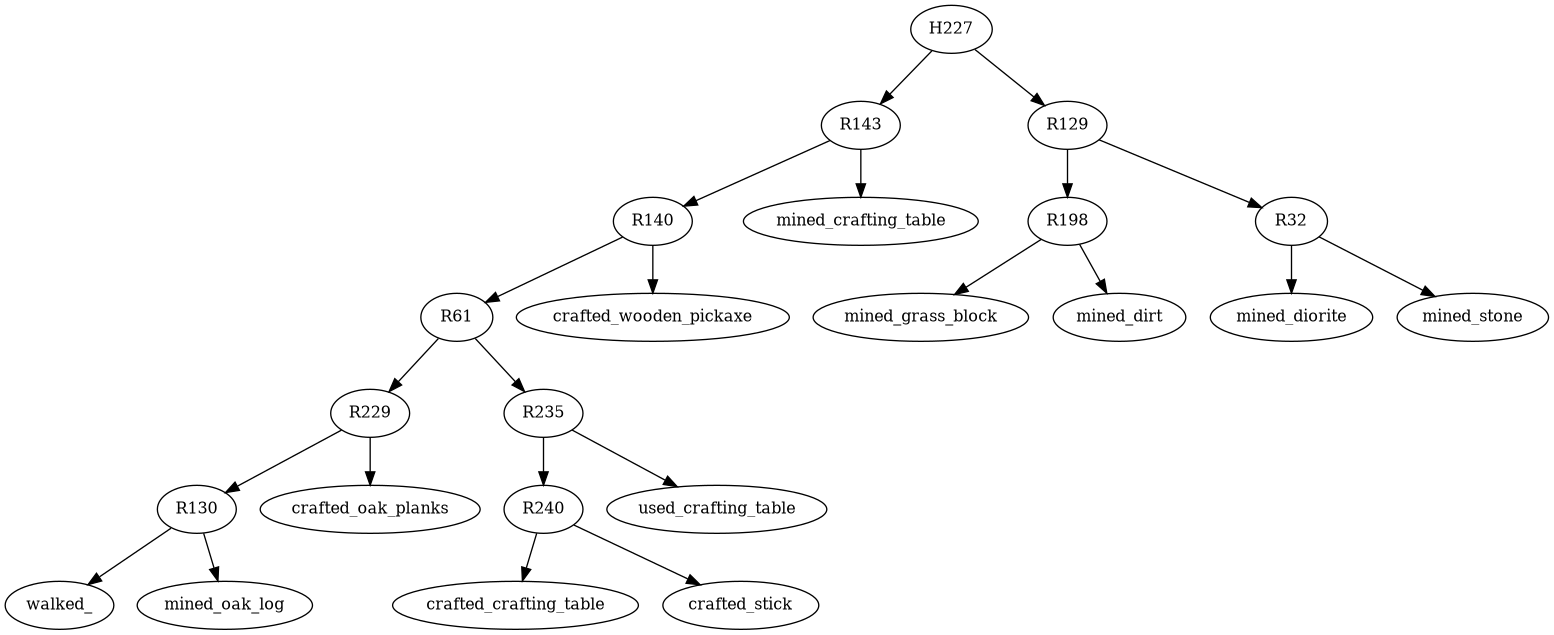 H227
R143
R129
R140
mined_crafting_table
R198
R32
R61
crafted_wooden_pickaxe
mined_grass_block
mined_dirt
mined_diorite
mined_stone
R229
R235
R130
crafted_oak_planks
R240
used_crafting_table
walked_
mined_oak_log
crafted_crafting_table
crafted_stick